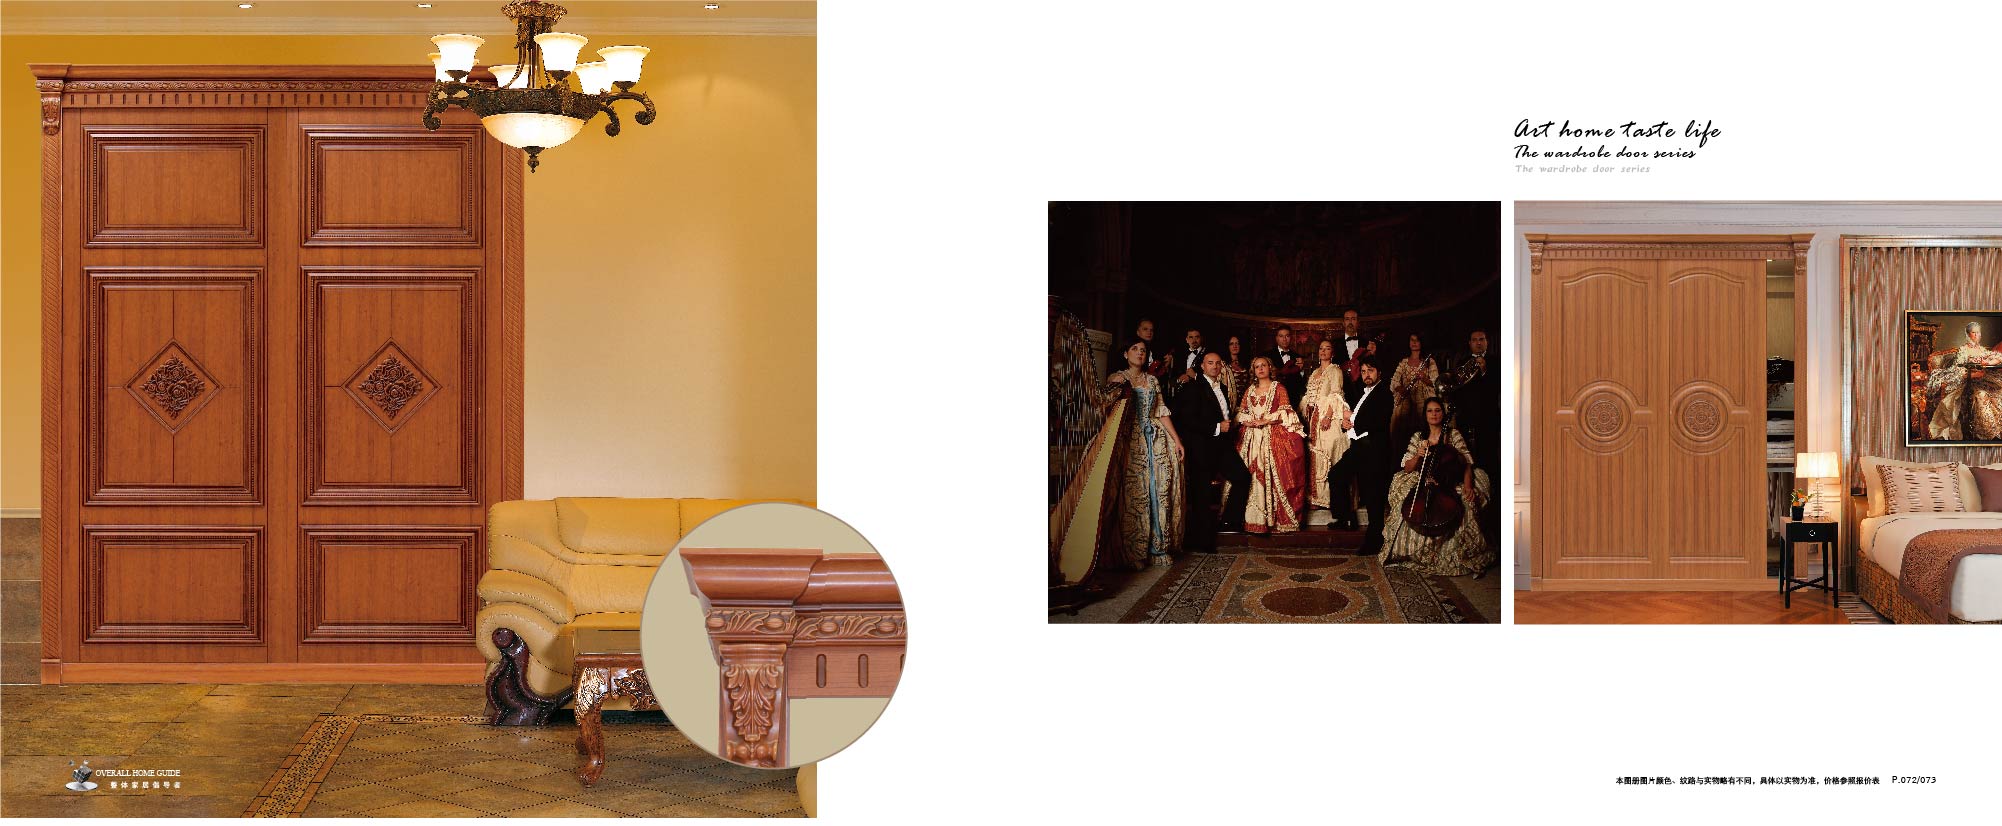 Art home taste life
The wardrobe door series
The wardrobe door series
OVERALL HOME GUIDE
整体家居倡导者
本图册图片颜色、纹路与实物略有不同，具体以实物为准，价格参照报价表 P.072/073